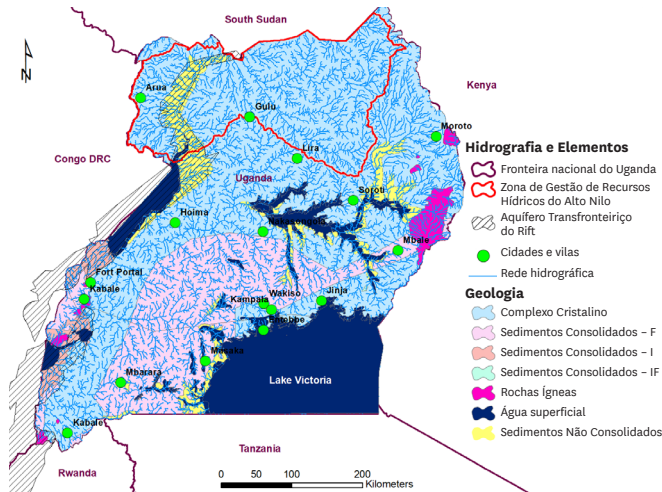 South Sudan
N
Arua
Kenya
Gulu
Moroto
Congo DRC
Lira
Uganda
Soroti
Hoima
Nakasongola
Mbale
Fort Portal
Kabale
Kampala
Wakiso
Jinja
Entebbe
Masaka
Mbarara
Lake Victoria
Kabale
Tanzania
Rwanda
0 50 100 200
Kilometers
Hidrografia e Elementos
Fronteira nacional do Uganda
Zona de Gestão de Recursos
Hídricos do Alto Nilo
Aquífero Transfronteiriço
do Rift
Cidades e vilas
Rede hidrográfica
Geologia
Complexo Cristalino
Sedimentos Consolidados – F
Sedimentos Consolidados – I
Sedimentos Consolidados – IF
Rochas Ígneas
Água superficial
Sedimentos Não Consolidados